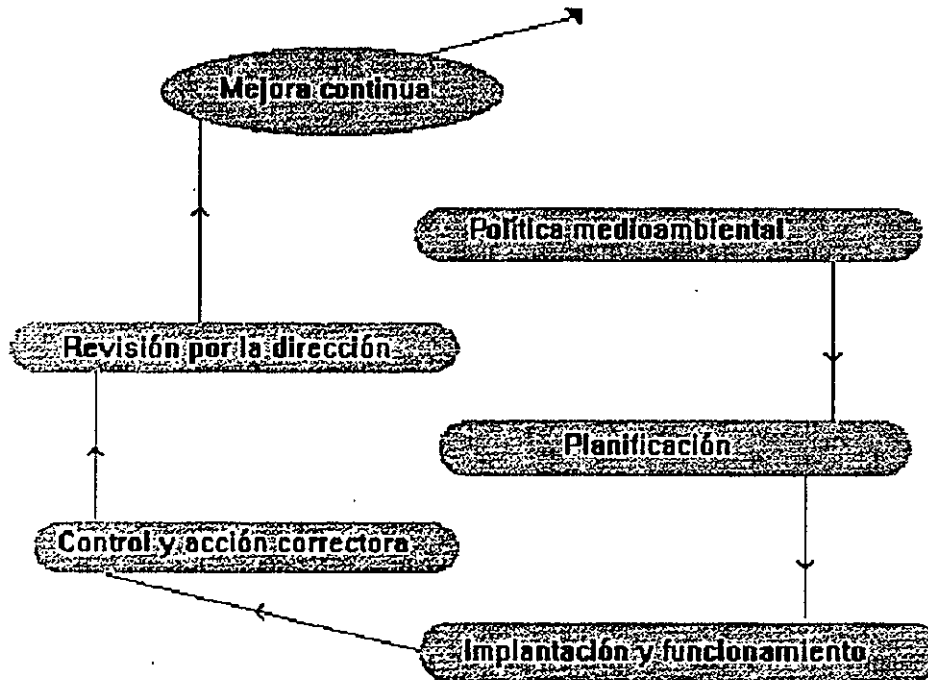 Mejora continua
Política medioambiental
Revisión por la dirección
Planificación
Control y acción correctora
Implantación y funcionamiento